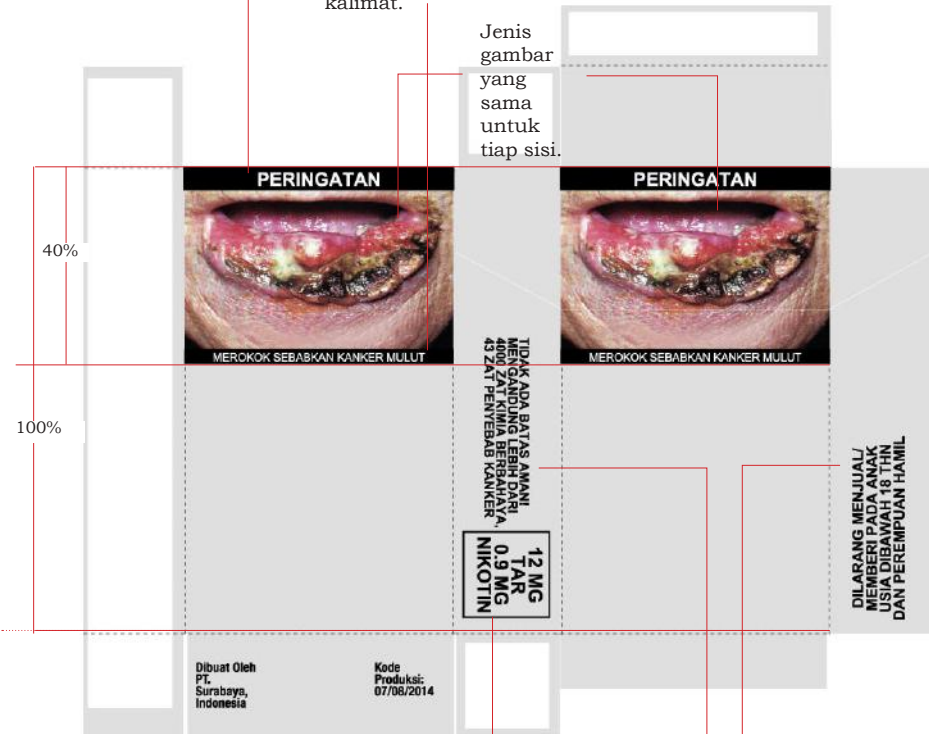 kalimat.
Jenis
gambar
yang
sama
untuk
tiap sisi.
PERINGATAN
MEROKOK SEBABKAN KANKER MULUT
PERINGATAN
MEROKOK SEBABKAN KANKER MULUT
40%
100%
TIDAK ADA BATAS AMAN!
MENGANDUNG LEBIH DARI
4000 ZAT KIMIA BERBAHAYA,
43 ZAT PENYEBAB KANKER
12 MG
TAR
0.9 MG
NIKOTIN
DILARANG MENJUAL/
MEMBERI PADA ANAK
USIA DIBAWAH 18 THN
DAN PEREMPUAN HAMIL
Dibuat Oleh
PT.
Surabaya,
Indonesia
Kode
Produksi:
07/08/2014